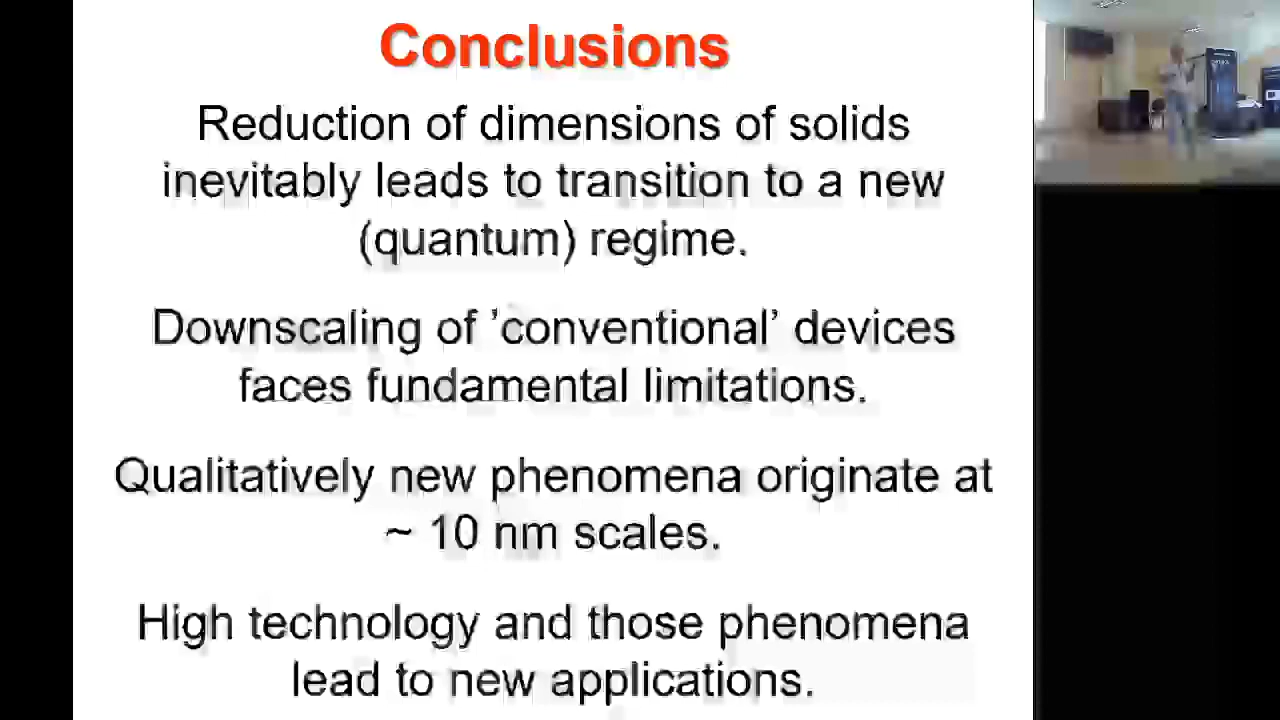 Conclusions
Reduction of dimensions of solids
inevitably leads to transition to a new
(quantum) regime.
Downscaling of ’conventional’ devices
faces fundamental limitations.
Qualitatively new phenomena originate at
~ 10 nm scales.
High technology and those phenomena
lead to new applications.